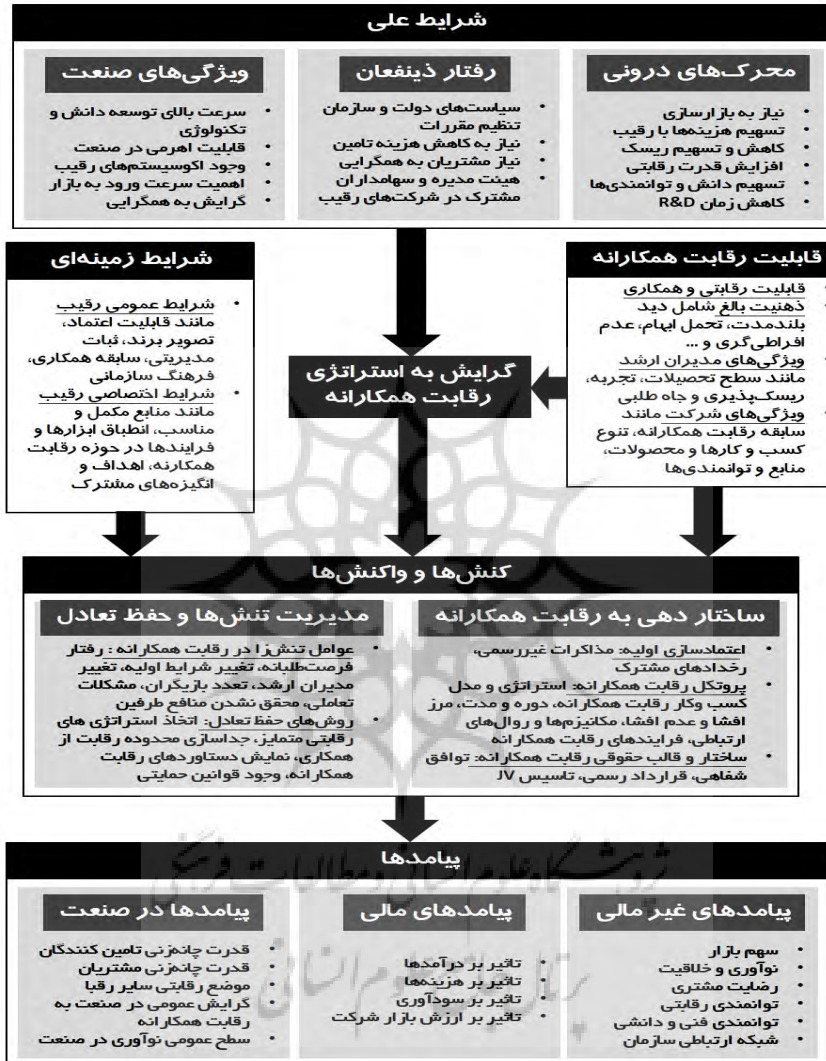 شرایط علی
محرک‌های درونی
نیاز به بازارسازی
تسهیم هزینه‌ها با رقیب
کاهش و تسهیم ریسک
افزایش قدرت رقابتی
تسهیم دانش و توانمندی‌ها
کاهش زمان R&D
رفتار ذینفعان
سیاست‌های دولت و سازمان
تنظیم مقررات
نیاز به کاهش هزینه تامین
نیاز مشتریان به همگرایی
هیئت مدیره و سهامداران
مشترک در شرکت‌های رقیب
ویژگی‌های صنعت
سرعت بالای توسعه دانش و
تکنولوژی
قابلیت اهرمی در صنعت
وجود اکوسیستم‌های رقیب
اهمیت سرعت ورود به بازار
گرایش به همگرایی
قابلیت رقابت همکارانه
قابلیت رقابتی و همکاری
ذهنیت بالغ شامل دید
بلندمدت، تحمل ابهام، عدم
افراطی‌گری و ...
ویژگی‌های مدیران ارشد
مانند سطح تحصیلات، تجربه،
ریسک‌پذیری و جاه طلبی
ویژگی‌های شرکت مانند
سابقه رقابت همکارانه، تنوع
کسب و کارها و محصولات،
منابع و توانمندی‌ها
گرایش به استراتژی
رقابت همکارانه
شرایط زمینه‌ای
شرایط عمومی رقیب
مانند قابلیت اعتماد،
تصویر برند، ثبات
مدیریتی، سابقه همکاری،
فرهنگ سازمانی
شرایط اختصاصی رقیب
مانند منابع مکمل و
مناسب، انطباق ابزارها و
فرایندها در حوزه رقابت
همکارنه، اهداف و
انگیزه‌های مشترک
کنش‌ها و واکنش‌ها
ساختار دهی به رقابت همکارانه
اعتمادسازی اولیه: مذاکرات غیررسمی،
رخدادهای مشترک
پروتکل رقابت همکارانه: استراتژی و مدل
کسب وکار رقابت همکارانه، دوره و مدت، مرز
افشا و عدم افشا، مکانیزم‌ها و روال‌های
ارتباطی، فرایندهای رقابت همکارانه
ساختار و قالب حقوقی رقابت همکارانه: توافق
شفاهی، قرارداد رسمی، تاسیس JV
مدیریت تنش‌ها و حفظ تعادل
عوامل تنش‌زا در رقابت همکارانه : رفتار
فرصت‌طلبانه، تغییر شرایط اولیه، تغییر
مدیران ارشد، تعدد بازیگران، مشکلات
تعاملی، محقق نشدن منافع طرفین
روش‌های حفظ تعادل: اتخاذ استراتژی های
رقابتی متمایز، جداسازی محدوده رقابت از
همکاری، نمایش دستاوردهای رقابت
همکارانه، وجود قوانین حمایتی
پیامدها
پیامدهای غیر مالی
سهم بازار
نوآوری و خلاقیت
رضایت مشتری
توانمندی رقابتی
توانمندی فنی و دانشی
شبکه ارتباطی سازمان
پیامدهای مالی
تاثیر بر درآمدها
تاثیر بر هزینه‌ها
تاثیر بر سودآوری
تاثیر بر ارزش بازار شرکت
پیامدها در صنعت
قدرت چانه‌زنی تامین کنندگان
قدرت چانه‌زنی مشتریان
موضع رقابتی سایر رقبا
گرایش عمومی در صنعت به
رقابت همکارانه
سطح عمومی نوآوری در صنعت
پژوهشگاه علوم انسانی و مطالعات فرهنگی
پرتال جامع علوم انسانی